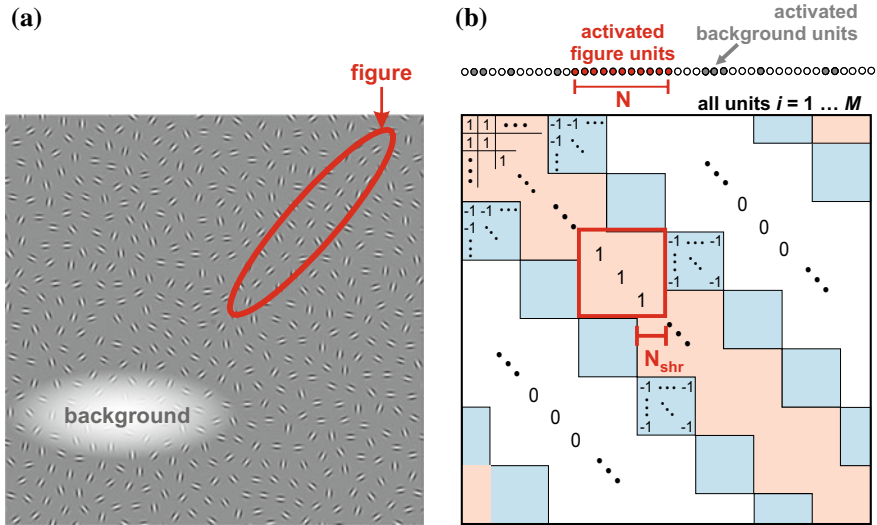 (a)
figure
background
(b)
activated
background units
activated
figure units
N
all units i = 1 … M
1 1 •••
1 1
1
-1 -1 •••
-1
-1 -1 •••
-1
0
0
0
1
1
1
-1 ••• -1
-1 ••• -1
N_shr
-1 ••• -1
-1 ••• -1
0
0
0